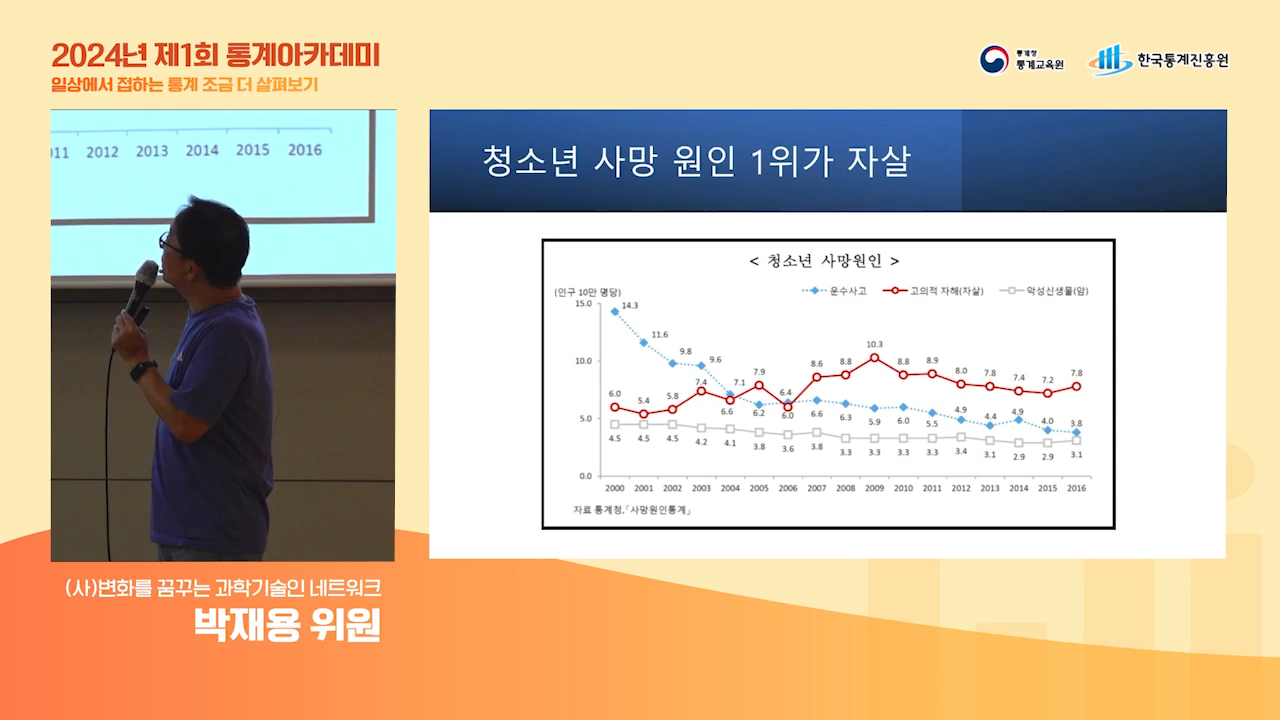 2024년 제1회 통계아카데미
일상에서 접하는 통계 조금 더 살펴보기
통계청
통계교육원
한국통계진흥원
2012 2013 2014 2015 2016
청소년 사망 원인 1위가 자살
< 청소년 사망원인 >
(인구 10만 명당)
운수사고 고의적 자해(자살) 악성신생물(암)
15.0
10.0
5.0
0.0
14.3 11.6 9.8 9.6 7.1 6.2 6.4 6.6 6.3 5.9 6.0 5.5 4.9 4.4 4.9 4.0 3.8
6.0 5.4 5.8 7.4 6.6 7.9 6.0 8.6 8.8 10.3 8.8 8.9 8.0 7.8 7.4 7.2 7.8
4.5 4.5 4.5 4.2 4.1 3.8 3.6 3.8 3.3 3.3 3.3 3.3 3.4 3.1 2.9 2.9 3.1
2000 2001 2002 2003 2004 2005 2006 2007 2008 2009 2010 2011 2012 2013 2014 2015 2016
자료 통계청,「사망원인통계」
(사)변화를 꿈꾸는 과학기술인 네트워크
박재용 위원